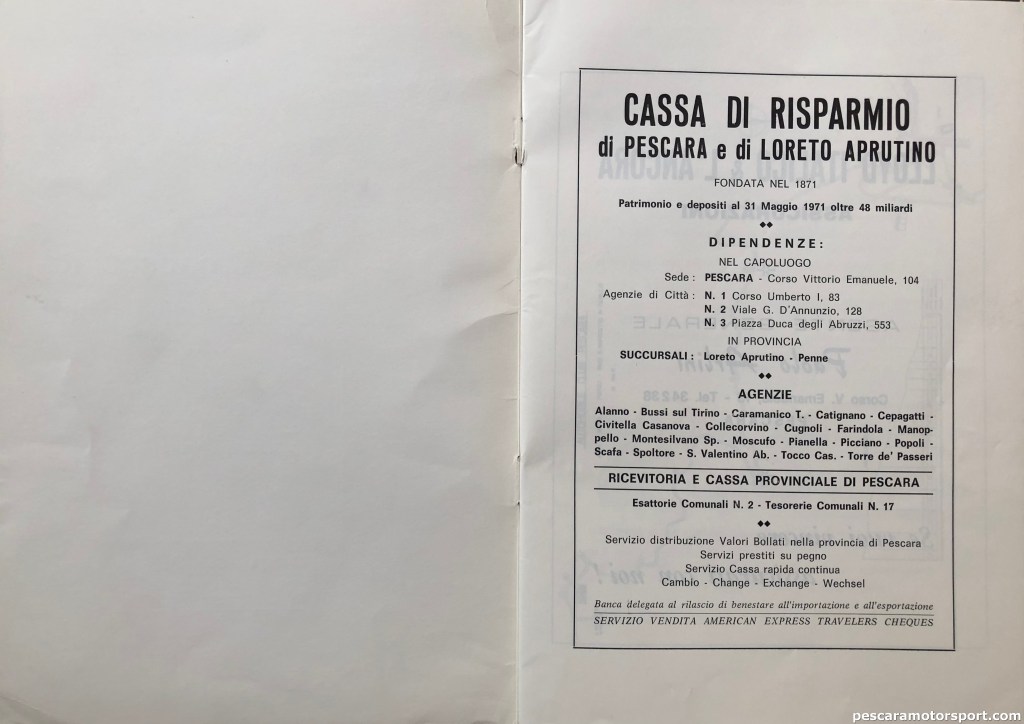 CASSA DI RISPARMIO
di PESCARA e di LORETO APRUTINO
FONDATA NEL 1871
Patrimonio e depositi al 31 Maggio 1971 oltre 48 miliardi
DIPENDENZE:
NEL CAPOLUOGO
Sede : PESCARA - Corso Vittorio Emanuele, 104
Agenzie di Città : N. 1 Corso Umberto I, 83
N. 2 Viale G. D'Annunzio, 128
N. 3 Piazza Duca degli Abruzzi, 553
IN PROVINCIA
SUCCURSALI : Loreto Aprutino - Penne
AGENZIE
Alanno - Bussi sul Tirino - Caramanico T. - Catignano - Cepagatti -
Civitella Casanova - Collecorvino - Cugnoli - Farindola - Manop-
pello - Montesilvano Sp. - Moscufo - Pianella - Picciano - Popoli -
Scafa - Spoltore - S. Valentino Ab. - Tocco Cas. - Torre de' Passeri
RICEVITORIA E CASSA PROVINCIALE DI PESCARA
Esattorie Comunali N. 2 - Tesorerie Comunali N. 17
Servizio distribuzione Valori Bollati nella provincia di Pescara
Servizi prestiti su pegno
Servizio Cassa rapida continua
Cambio - Change - Exchange - Wechsel
Banca delegata al rilascio di benestare all'importazione e all'esportazione
SERVIZIO VENDITA AMERICAN EXPRESS TRAVELERS CHEQUES
pescaramotorsport.com